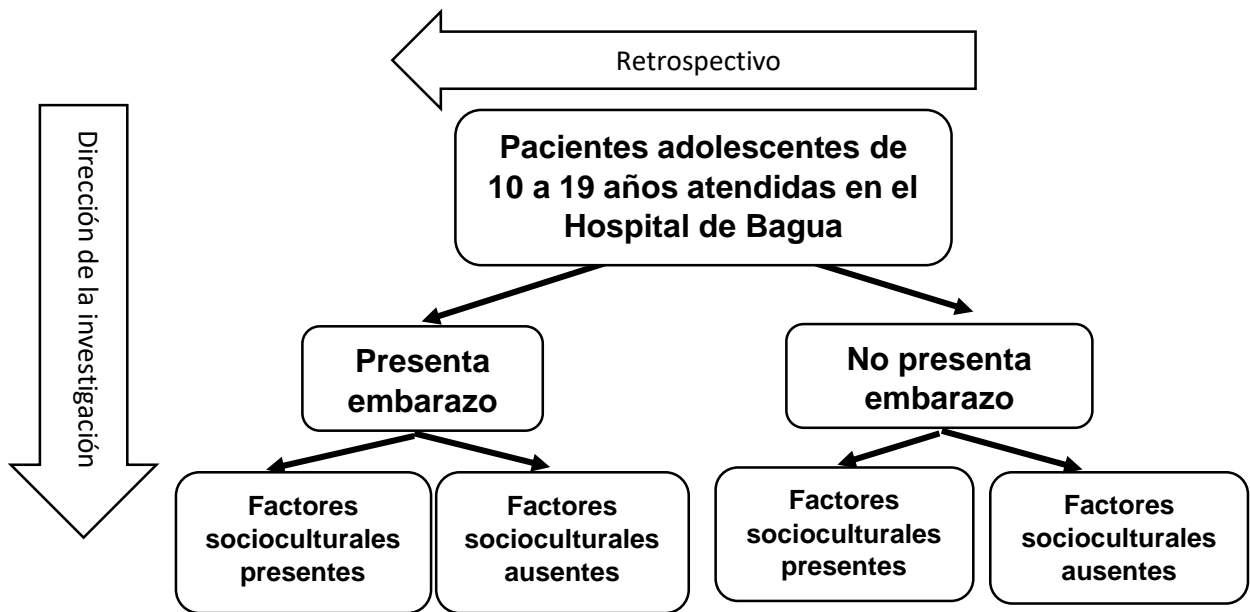 Retrospectivo
Dirección de la investigación
Pacientes adolescentes de
10 a 19 años atendidas en el
Hospital de Bagua
Presenta
embarazo
No presenta
embarazo
Factores
socioculturales
presentes
Factores
socioculturales
ausentes
Factores
socioculturales
presentes
Factores
socioculturales
ausentes